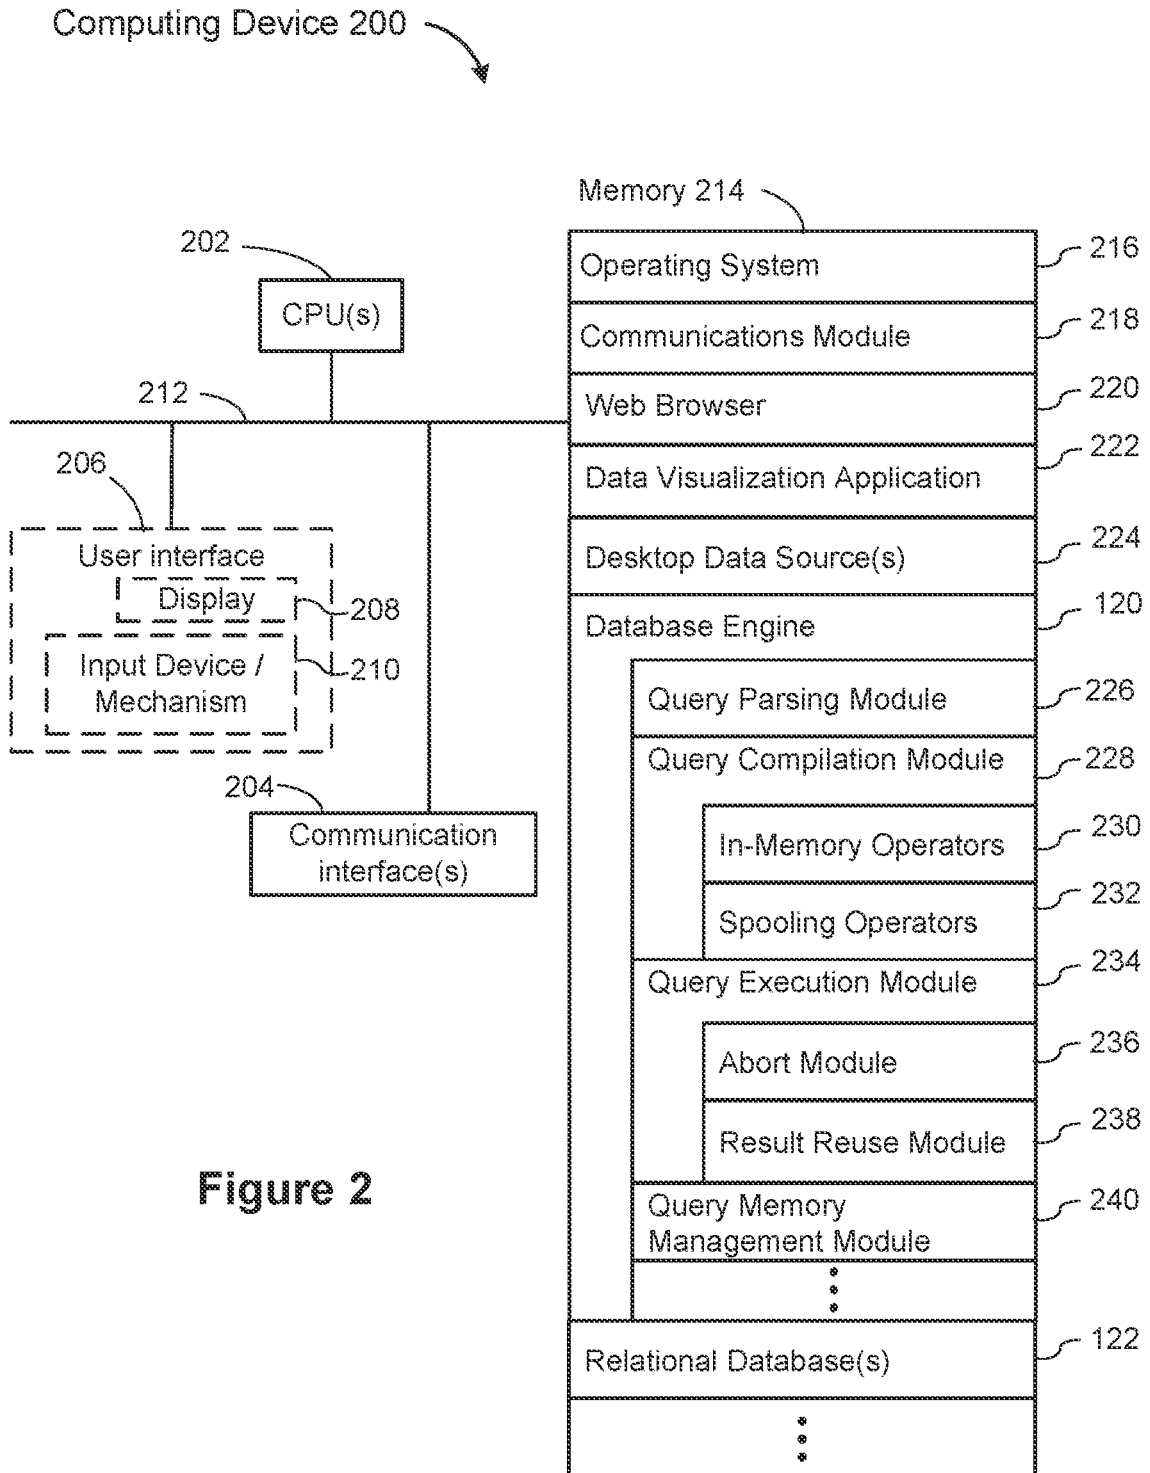 Computing Device 200
Memory 214
202
CPU(s)
212
206
User interface
Display
208
Input Device /
Mechanism
210
204
Communication
interface(s)
Operating System
216
Communications Module
218
Web Browser
220
Data Visualization Application
222
Desktop Data Source(s)
224
Database Engine
120
Query Parsing Module
226
Query Compilation Module
228
In-Memory Operators
230
Spooling Operators
232
Query Execution Module
234
Abort Module
236
Result Reuse Module
238
Query Memory
Management Module
240
Relational Database(s)
122
Figure 2